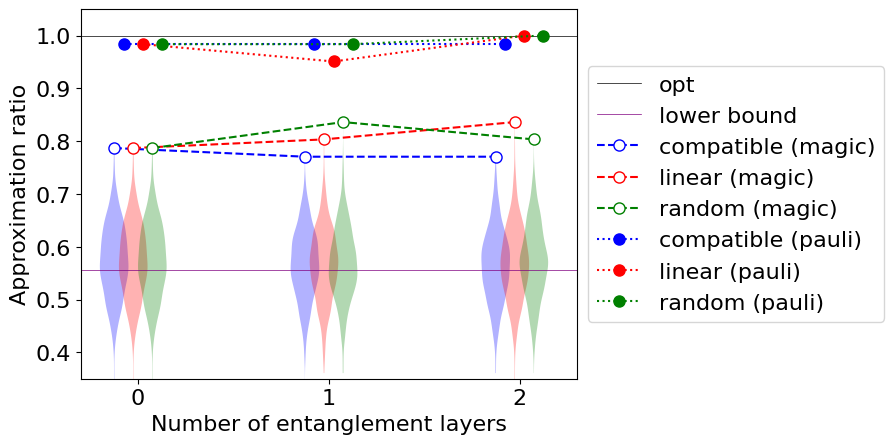 Approximation ratio
1.0
0.9
0.8
0.7
0.6
0.5
0.4
0
1
2
Number of entanglement layers
opt
lower bound
compatible (magic)
linear (magic)
random (magic)
compatible (pauli)
linear (pauli)
random (pauli)